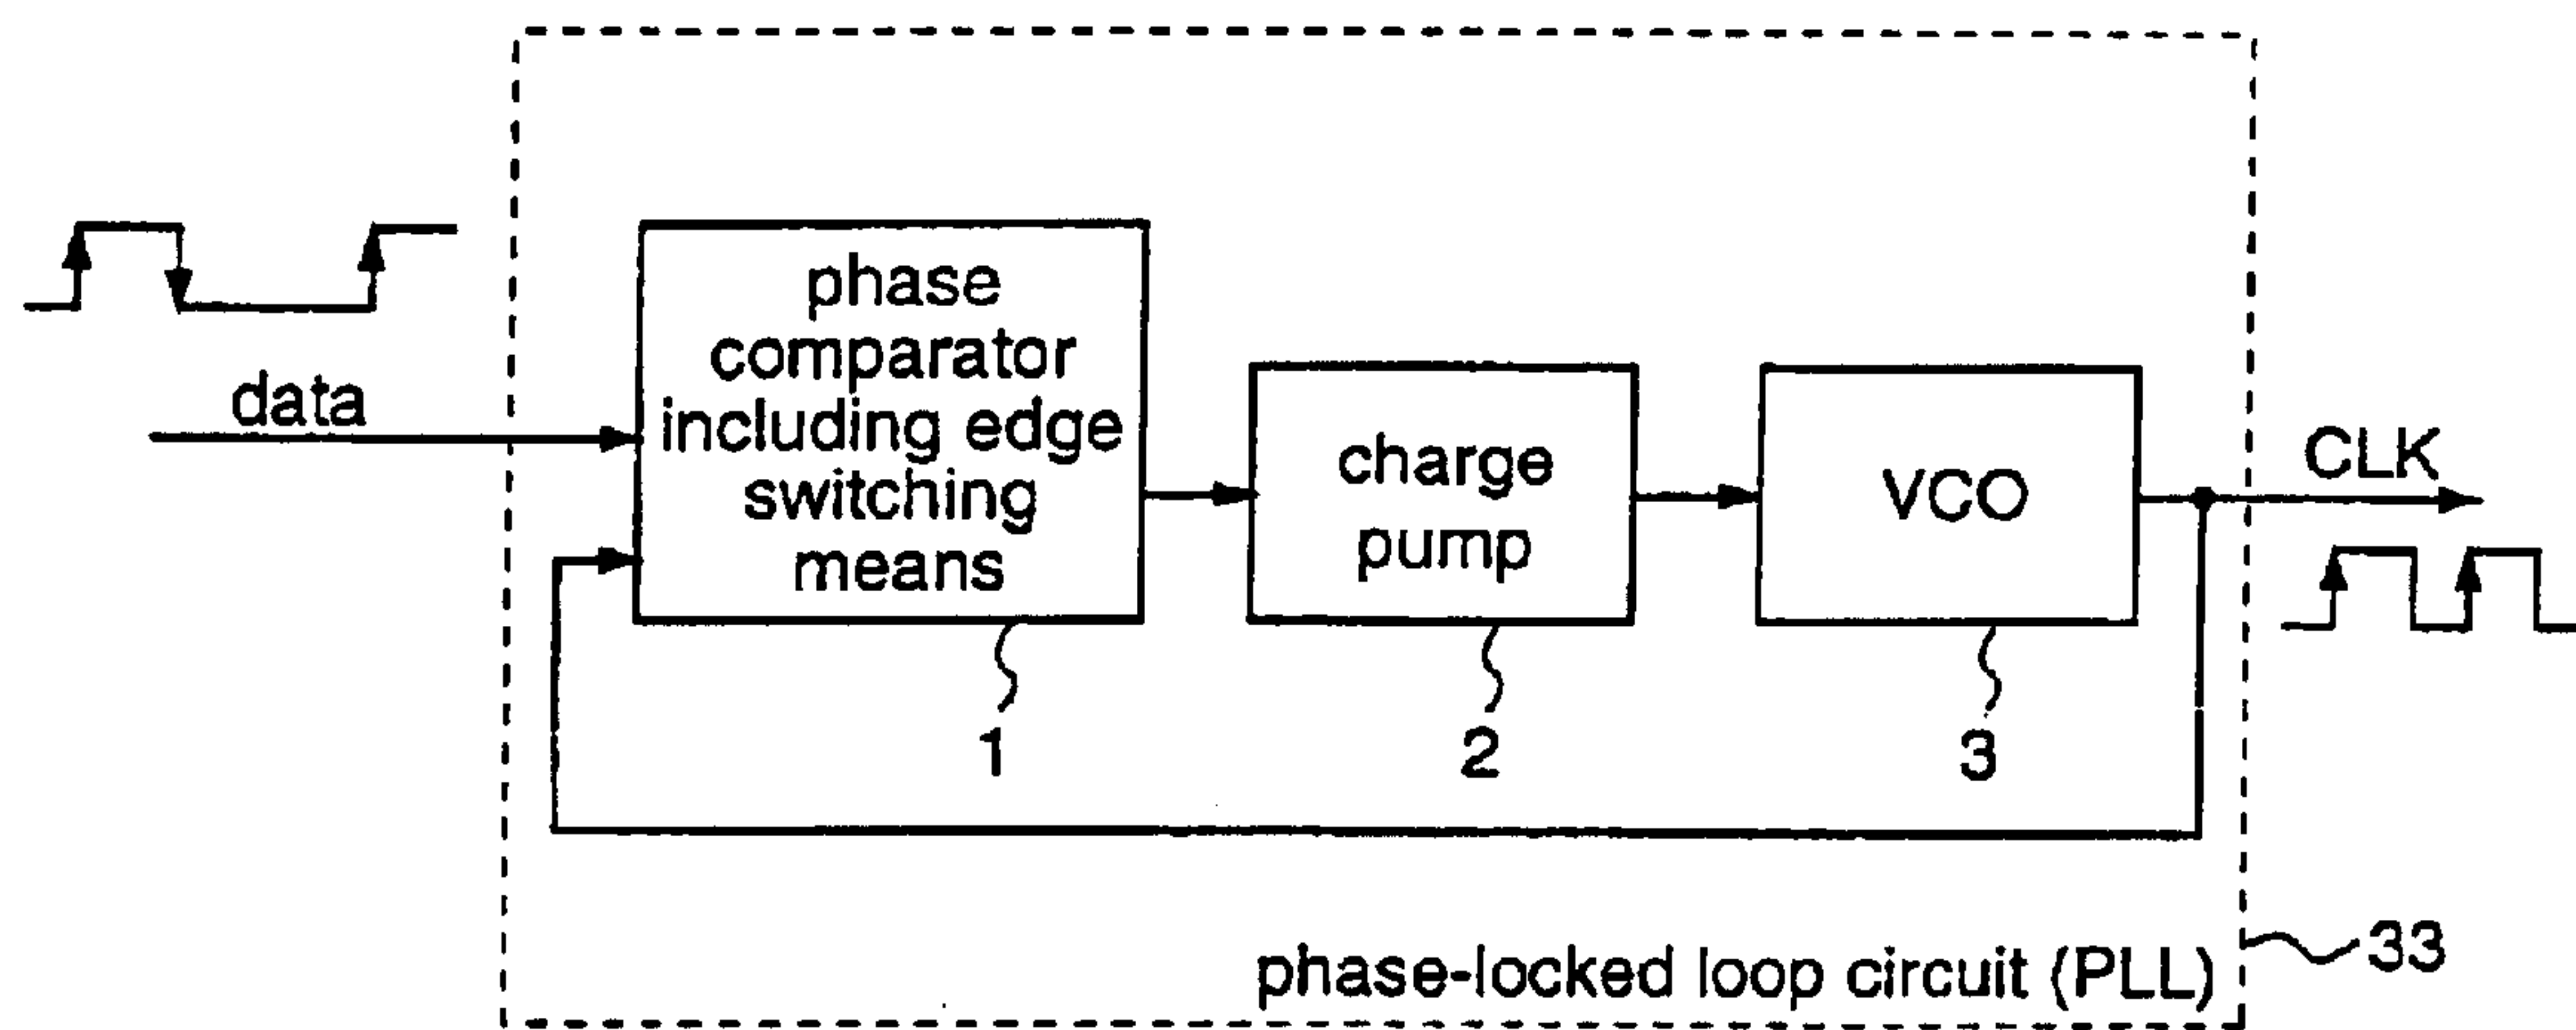 data
phase
comparator
including edge
switching
means
charge
pump
VCO
CLK
1
2
3
phase-locked loop circuit (PLL)
33